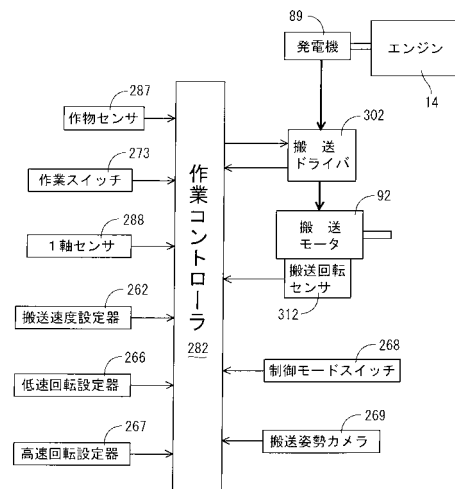 89
発電機
エンジン
14
287
作物センサ
302
搬 送
ドライバ
273
作業スイッチ
作業コントローラ
282
92
搬 送
モータ
288
1軸センサ
搬送回転
センサ
312
262
搬送速度設定器
268
制御モードスイッチ
266
低速回転設定器
269
搬送姿勢カメラ
267
高速回転設定器